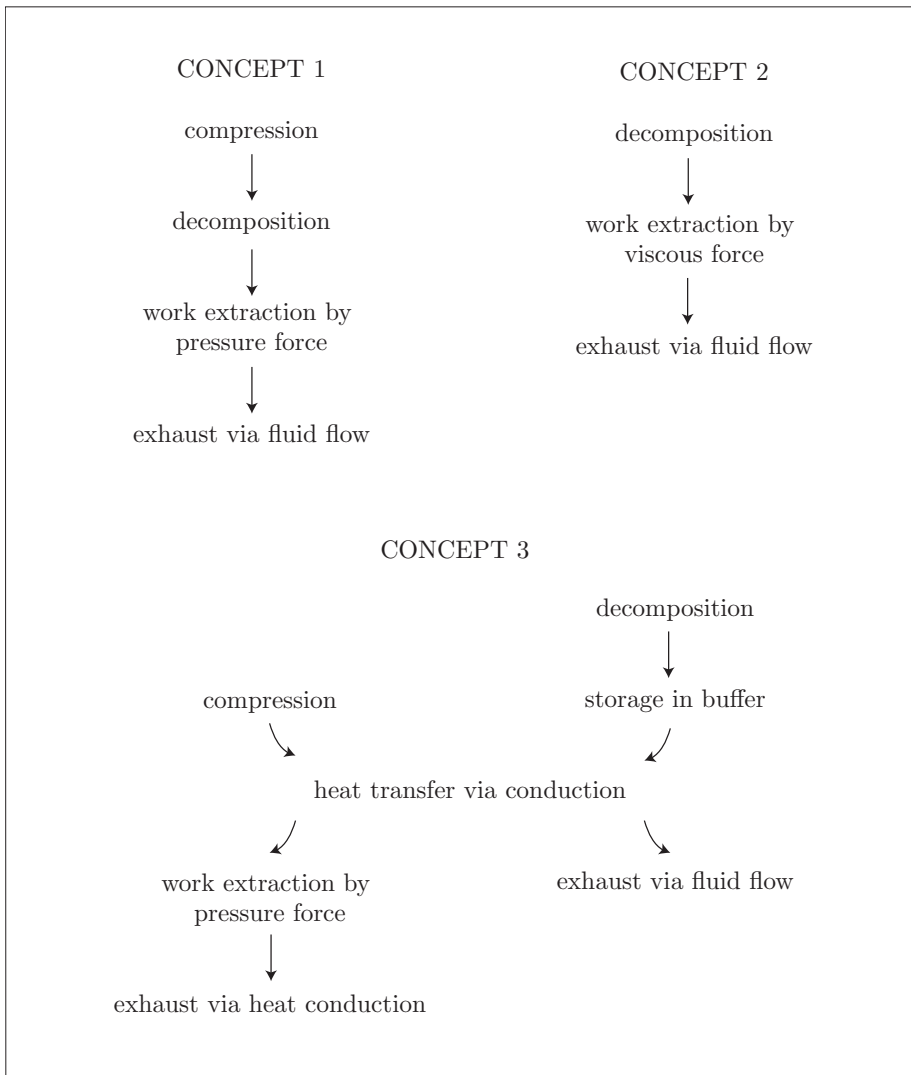 CONCEPT 1
compression
decomposition
work extraction by
pressure force
exhaust via fluid flow
CONCEPT 2
decomposition
work extraction by
viscous force
exhaust via fluid flow
CONCEPT 3
decomposition
compression
storage in buffer
heat transfer via conduction
work extraction by
pressure force
exhaust via fluid flow
exhaust via heat conduction